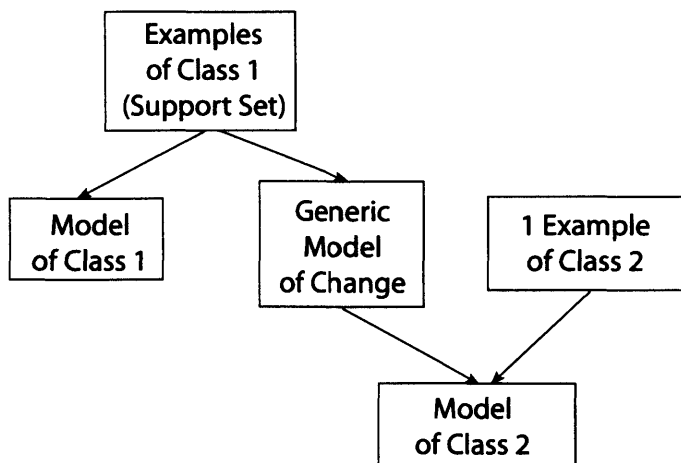 Examples
of Class 1
(Support Set)
Model
of Class 1
Generic
Model
of Change
1 Example
of Class 2
Model
of Class 2